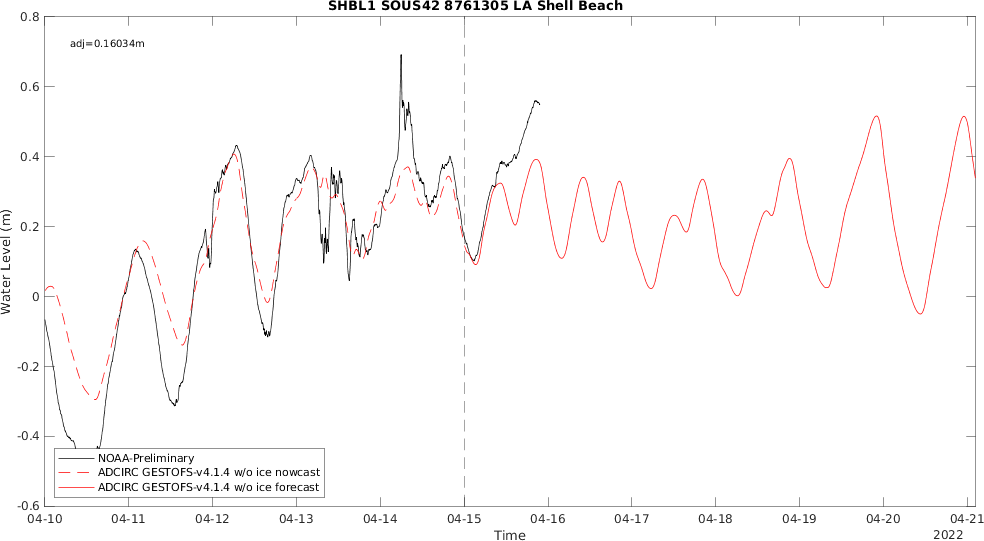 SHBL1 SOUS42 8761305 LA Shell Beach
adj=0.16034m
0.8
0.6
0.4
0.2
0
-0.2
-0.4
-0.6
Water Level (m)
NOAA-Preliminary
ADCIRC GESTOFS-v4.1.4 w/o ice nowcast
ADCIRC GESTOFS-v4.1.4 w/o ice forecast
04-10 04-11 04-12 04-13 04-14 04-15 04-16 04-17 04-18 04-19 04-20 04-21
Time
2022